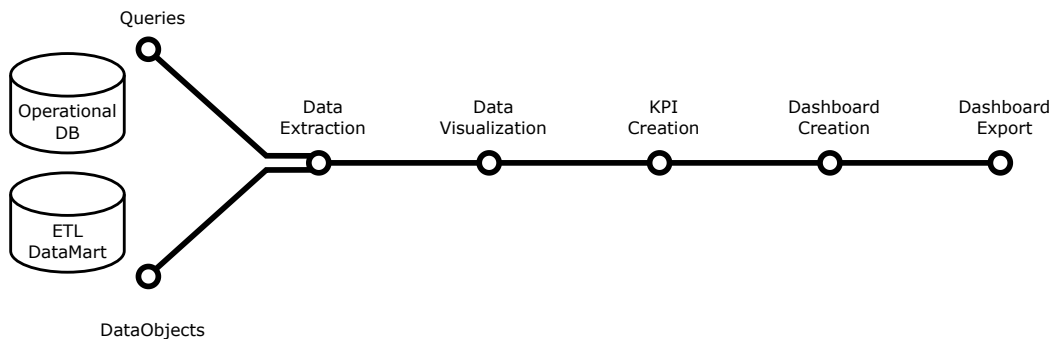 Queries
Operational
DB
ETL
DataMart
DataObjects
Data
Extraction
Data
Visualization
KPI
Creation
Dashboard
Creation
Dashboard
Export